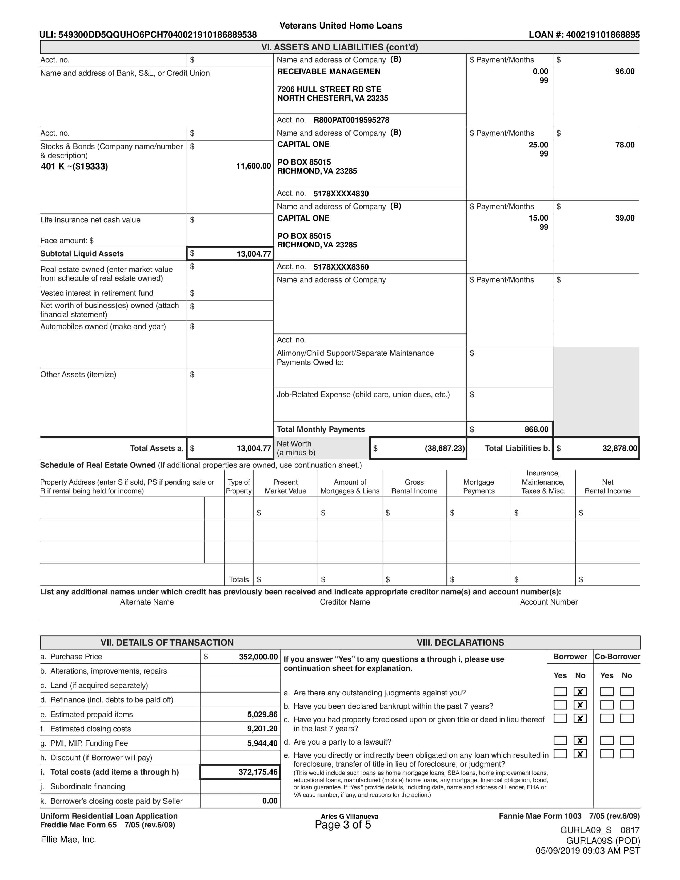 Veterans United Home Loans
ULI: 549300DD5QQUHO6PCH7040021910186889538 LOAN #: 400219101868895
VI. ASSETS AND LIABILITIES (cont'd)
Acct. no. $ Name and address of Company (B) $ Payment/Months $
Name and address of Bank, S&L, or Credit Union RECEIVABLE MANAGEMEN 0.00 96.00
99
7206 HULL STREET RD STE
NORTH CHESTERFI, VA 23235
Acct. no. R800PAT0019595278
Acct. no. $ Name and address of Company (B) $ Payment/Months $
Stocks & Bonds (Company name/number $ CAPITAL ONE 25.00 78.00
& description) 99
401 K ~(S19333) 11,600.00 PO BOX 85015
RICHMOND, VA 23285
Acct. no. 5178XXXX4830
Name and address of Company (B) $ Payment/Months $
Life insurance net cash value $ CAPITAL ONE 15.00 39.00
99
Face amount: $ PO BOX 85015
RICHMOND, VA 23285
Subtotal Liquid Assets $ 13,004.77
Real estate owned (enter market value $ Acct. no. 5178XXXX8360
from schedule of real estate owned) Name and address of Company $ Payment/Months $
Vested interest in retirement fund $
Net worth of business(es) owned (attach $
financial statement)
Automobiles owned (make and year) $
Acct. no.
Alimony/Child Support/Separate Maintenance $
Payments Owed to:
Other Assets (itemize) $
Job-Related Expense (child care, union dues, etc.) $
Total Monthly Payments $ 868.00
Total Assets a. $ 13,004.77 Net Worth $ (38,687.23) Total Liabilities b. $ 32,878.00
(a minus b)
Schedule of Real Estate Owned (If additional properties are owned, use continuation sheet.)
Insurance,
Property Address (enter S if sold, PS if pending sale or Type of Present Amount of Gross Mortgage Maintenance, Net
R if rental being held for income) Property Market Value Mortgages & Liens Rental Income Payments Taxes & Misc. Rental Income
$ $ $ $ $ $
Totals $ $ $ $ $ $
List any additional names under which credit has previously been received and indicate appropriate creditor name(s) and account number(s):
Alternate Name Creditor Name Account Number
VII. DETAILS OF TRANSACTION VIII. DECLARATIONS
a. Purchase Price $ 352,000.00 If you answer "Yes" to any questions a through i, please use Borrower Co-Borrower
continuation sheet for explanation.
b. Alterations, improvements, repairs Yes No Yes No
c. Land (if acquired separately)
a. Are there any outstanding judgments against you? X
d. Refinance (incl. debts to be paid off)
b. Have you been declared bankrupt within the past 7 years? X
e. Estimated prepaid items 5,029.86
c. Have you had property foreclosed upon or given title or deed in lieu thereof X
f. Estimated closing costs 9,201.20 in the last 7 years?
g. PMI, MIP, Funding Fee 5,944.40 d. Are you a party to a lawsuit? X
h. Discount (if Borrower will pay) e. Have you directly or indirectly been obligated on any loan which resulted in X
foreclosure, transfer of title in lieu of foreclosure, or judgment?
i. Total costs (add items a through h) 372,175.46 (This would include such loans as home mortgage loans, SBA loans, home improvement loans,
educational loans, manufactured (mobile) home loans, any mortgage, financial obligation, bond,
j. Subordinate financing or loan guarantee. If "Yes" provide details, including date, name and address of Lender, FHA or
VA case number, if any, and reasons for the action.)
k. Borrower's closing costs paid by Seller 0.00
Uniform Residential Loan Application Aries G Villanueva Fannie Mae Form 1003 7/05 (rev.6/09)
Freddie Mac Form 65 7/05 (rev.6/09) Page 3 of 5
GURLA09_S 0817
Ellie Mae, Inc. GURLA09S (POD)
05/09/2019 09:03 AM PST